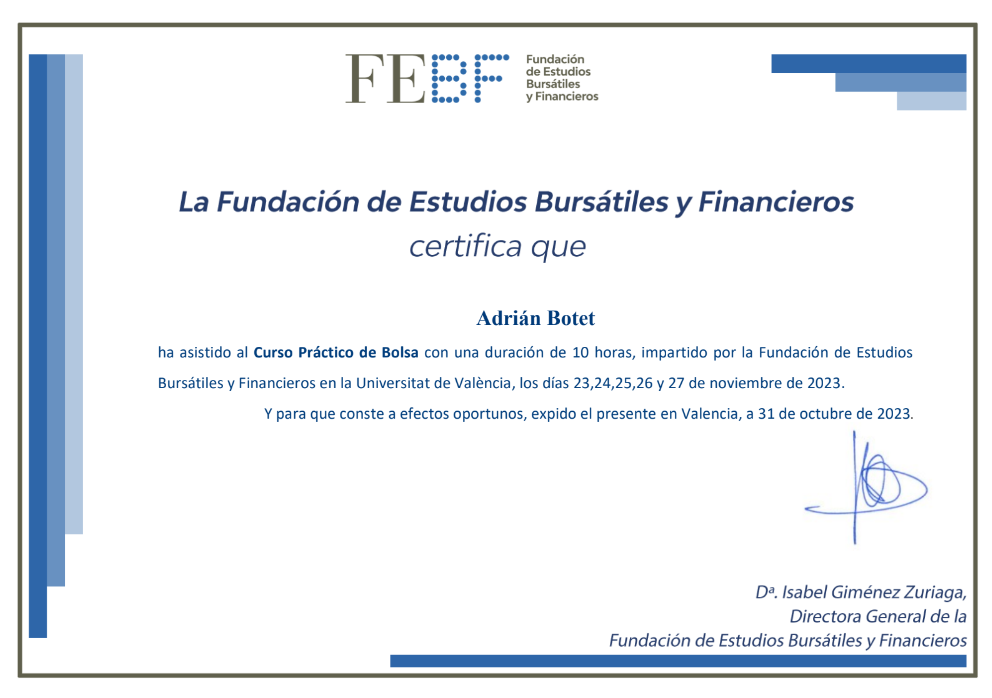 FEBF
Fundación
de Estudios
Bursátiles
y Financieros
La Fundación de Estudios Bursátiles y Financieros
certifica que
Adrián Botet
ha asistido al Curso Práctico de Bolsa con una duración de 10 horas, impartido por la Fundación de Estudios
Bursátiles y Financieros en la Universitat de València, los días 23,24,25,26 y 27 de noviembre de 2023.
Y para que conste a efectos oportunos, expido el presente en Valencia, a 31 de octubre de 2023.
Dª. Isabel Giménez Zuriaga,
Directora General de la
Fundación de Estudios Bursátiles y Financieros